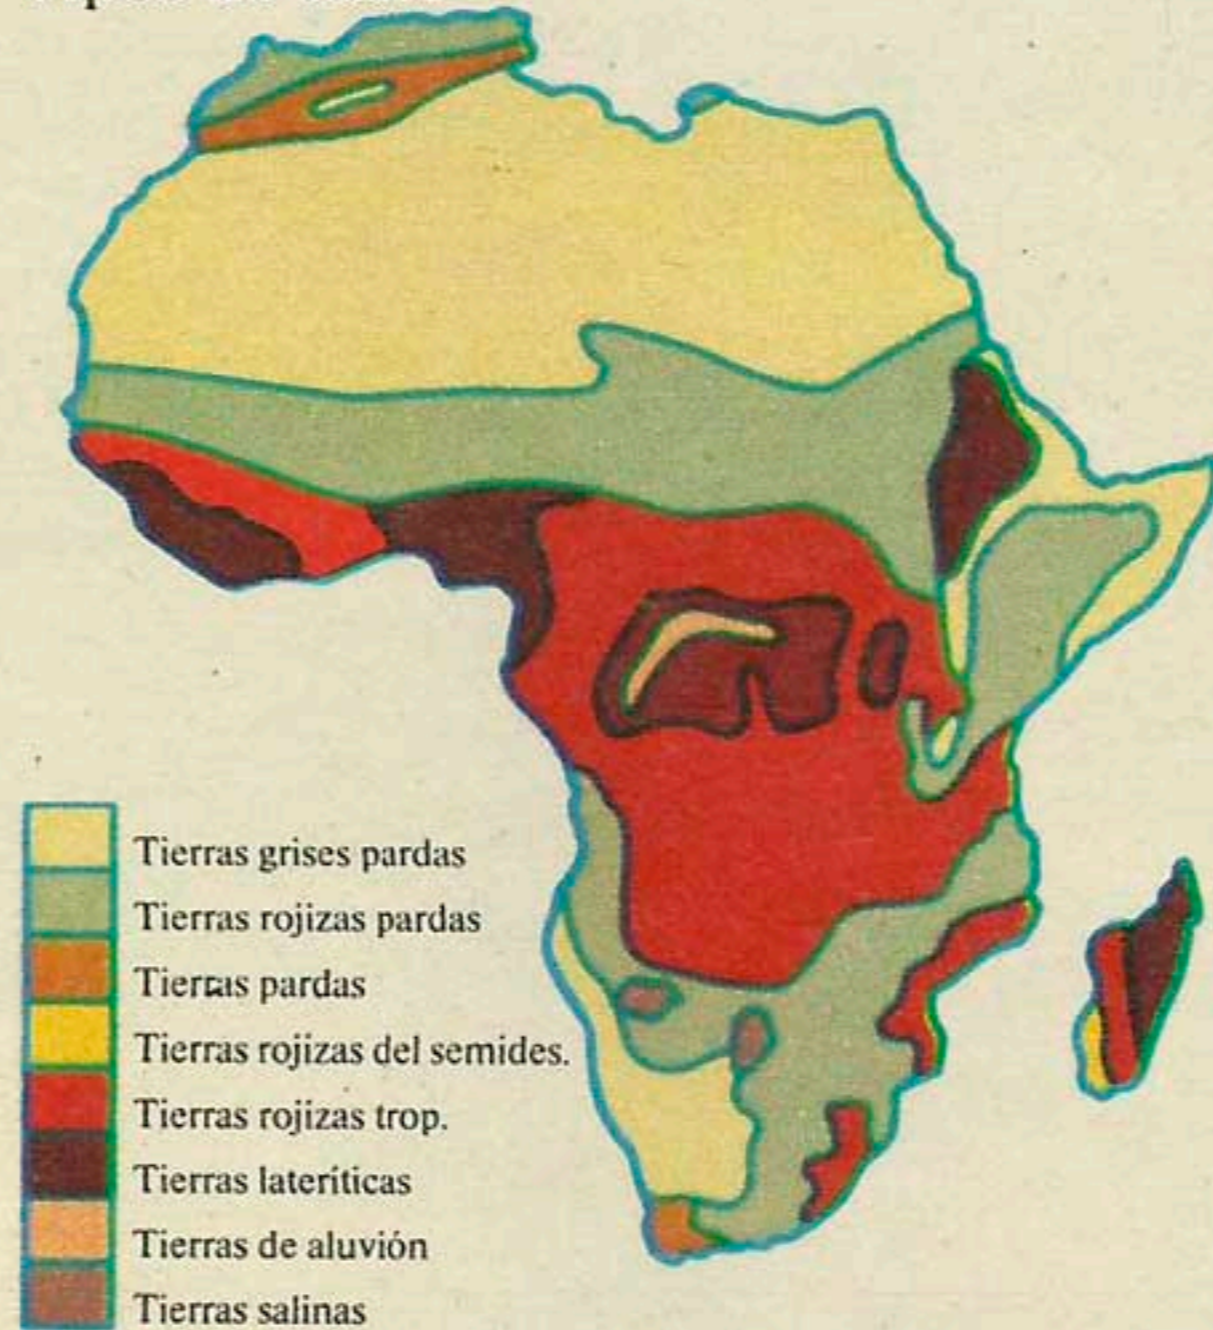 Tierras grises pardas
Tierras rojizas pardas
Tierras pardas
Tierras rojizas del semides.
Tierras rojizas trop.
Tierras lateríticas
Tierras de aluvión
Tierras salinas